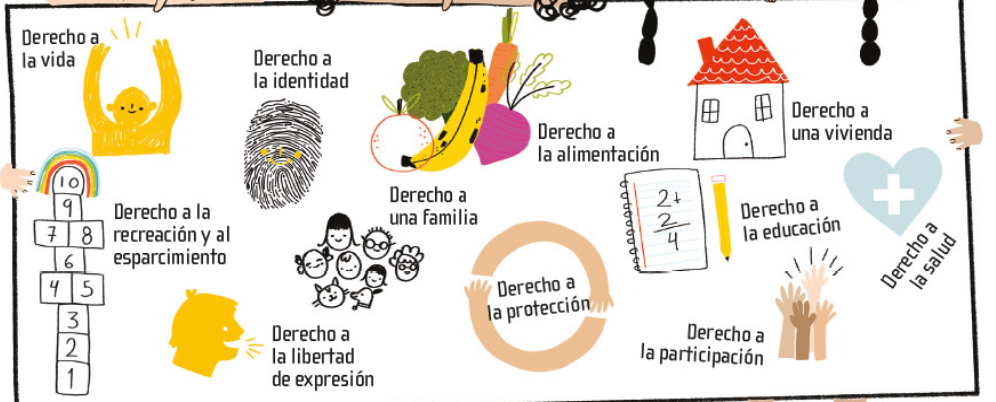 Derecho a
la vida
Derecho a
la identidad
Derecho a
la alimentación
Derecho a
una vivienda
10
9
7 8
6
4 5
3
2
1
Derecho a la
recreación y al
esparcimiento
Derecho a
una familia
2+
2
4
Derecho a
la educación
Derecho a
la salud
Derecho a
la libertad
de expresión
Derecho a
la protección
Derecho a
la participación